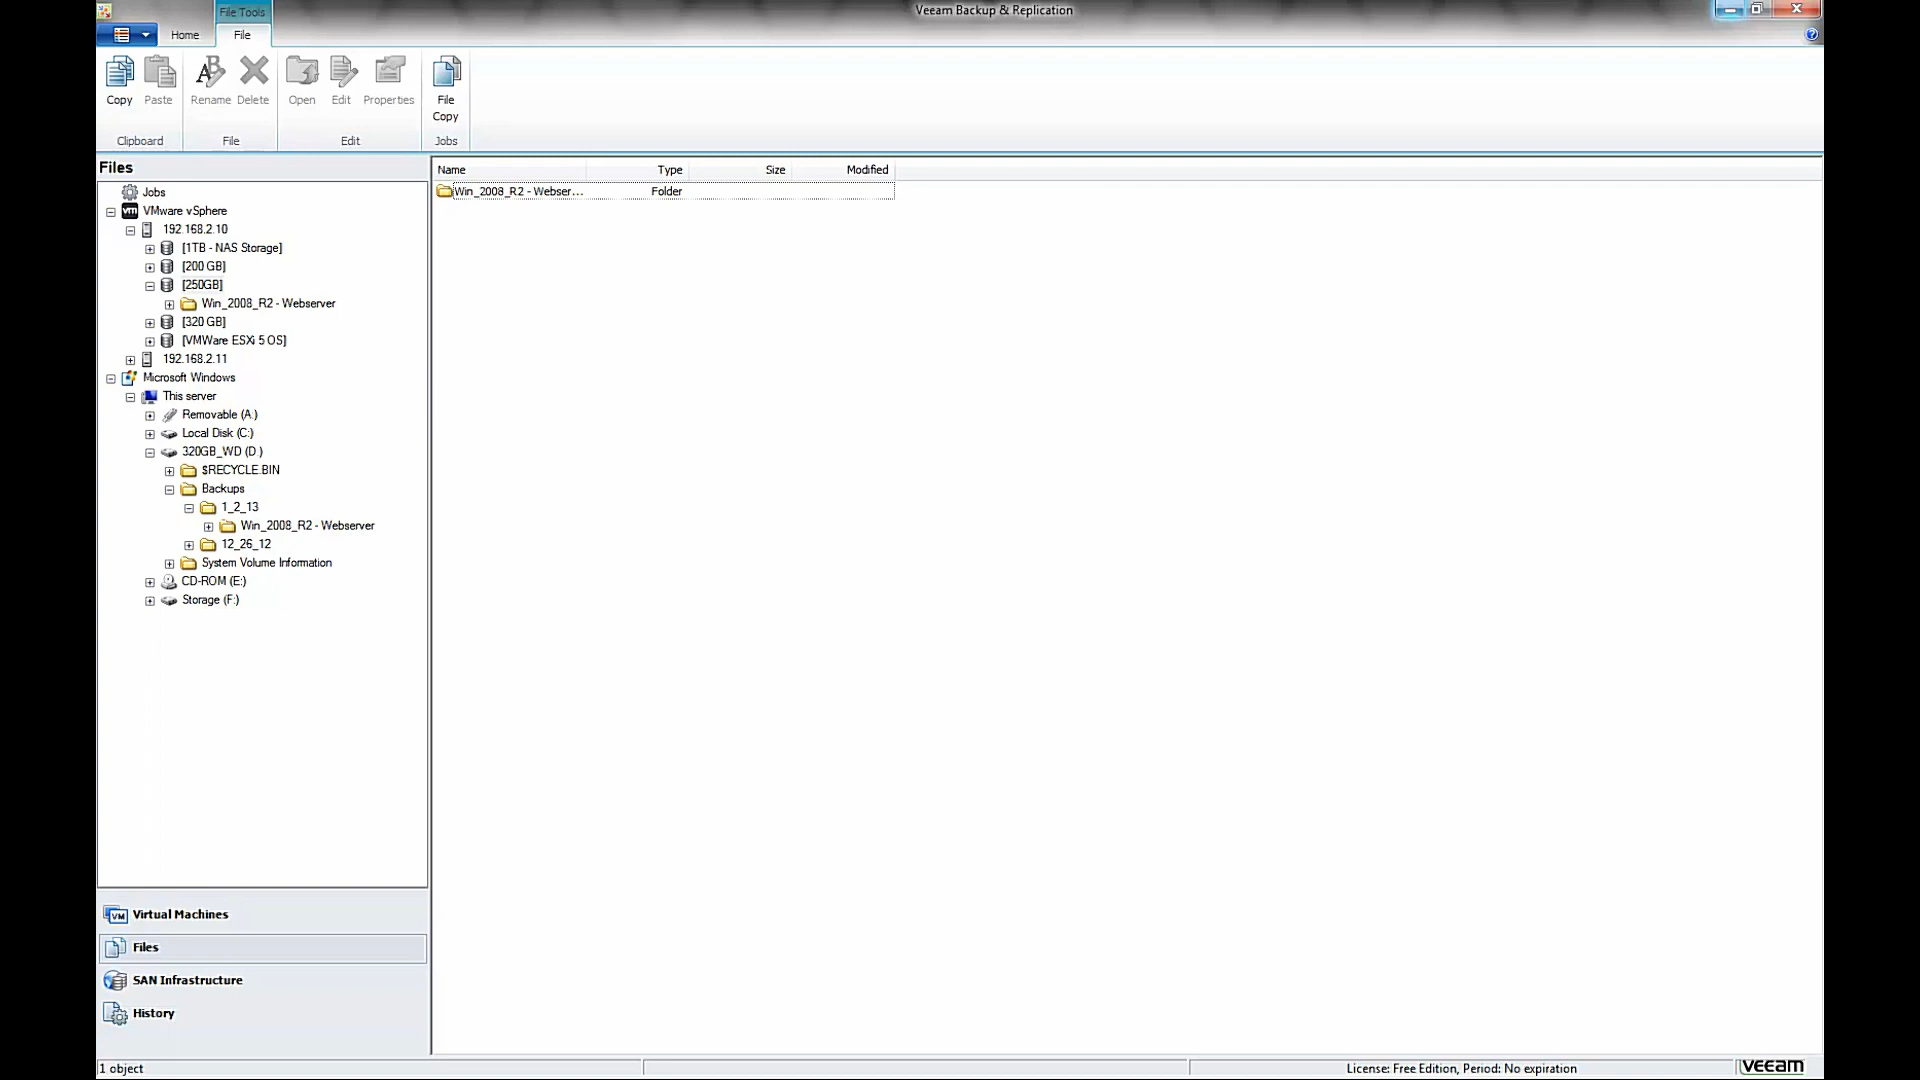 File Tools
Veeam Backup & Replication
Home
File
Copy
Paste
Rename
Delete
Open
Edit
Properties
File Copy
Clipboard
File
Edit
Jobs
Files
Name
Type
Size
Modified
Jobs
Win_2008_R2 - Webser...
Folder
VMware vSphere
192.168.2.10
[1TB - NAS Storage]
[200 GB]
[250GB]
Win_2008_R2 - Webserver
[320 GB]
[VMWare ESXi 5 OS]
192.168.2.11
Microsoft Windows
This server
Removable (A:)
Local Disk (C:)
320GB_WD (D:)
$RECYCLE.BIN
Backups
1_2_13
Win_2008_R2 - Webserver
12_26_12
System Volume Information
CD-ROM (E:)
Storage (F:)
Virtual Machines
Files
SAN Infrastructure
History
1 object
License: Free Edition, Period: No expiration
veeam